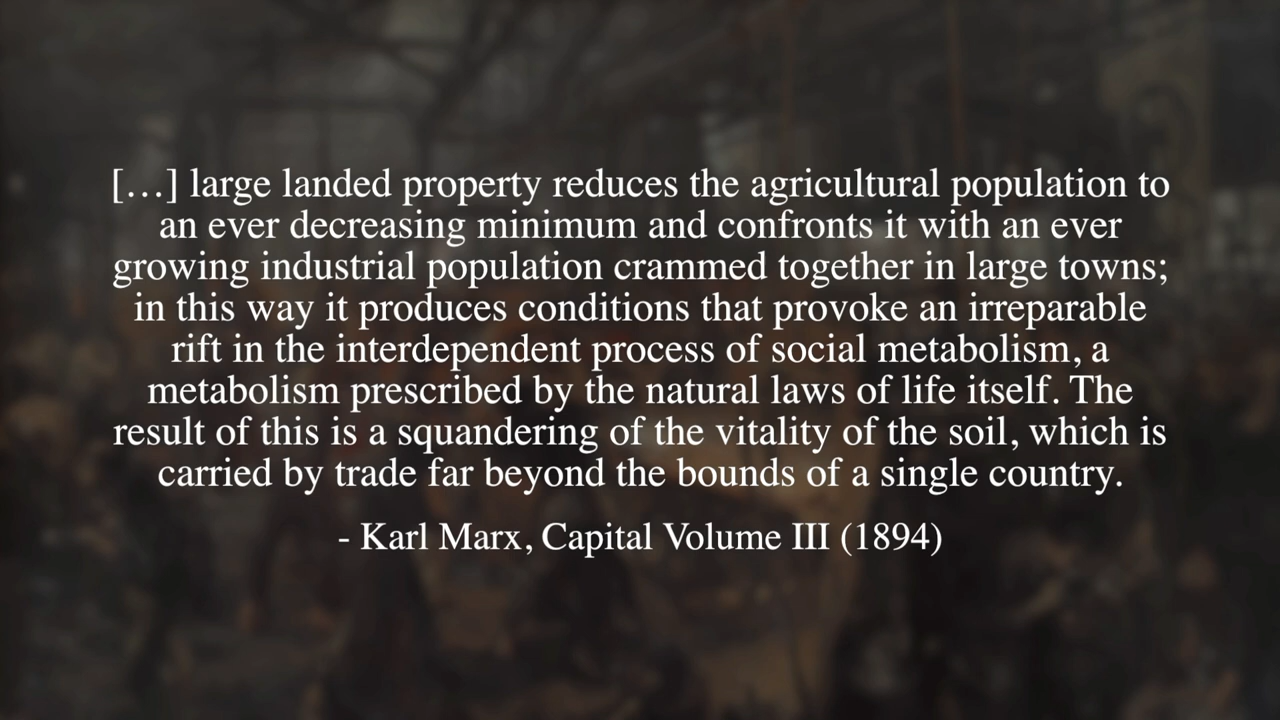 […] large landed property reduces the agricultural population to
an ever decreasing minimum and confronts it with an ever
growing industrial population crammed together in large towns;
in this way it produces conditions that provoke an irreparable
rift in the interdependent process of social metabolism, a
metabolism prescribed by the natural laws of life itself. The
result of this is a squandering of the vitality of the soil, which is
carried by trade far beyond the bounds of a single country.
- Karl Marx, Capital Volume III (1894)